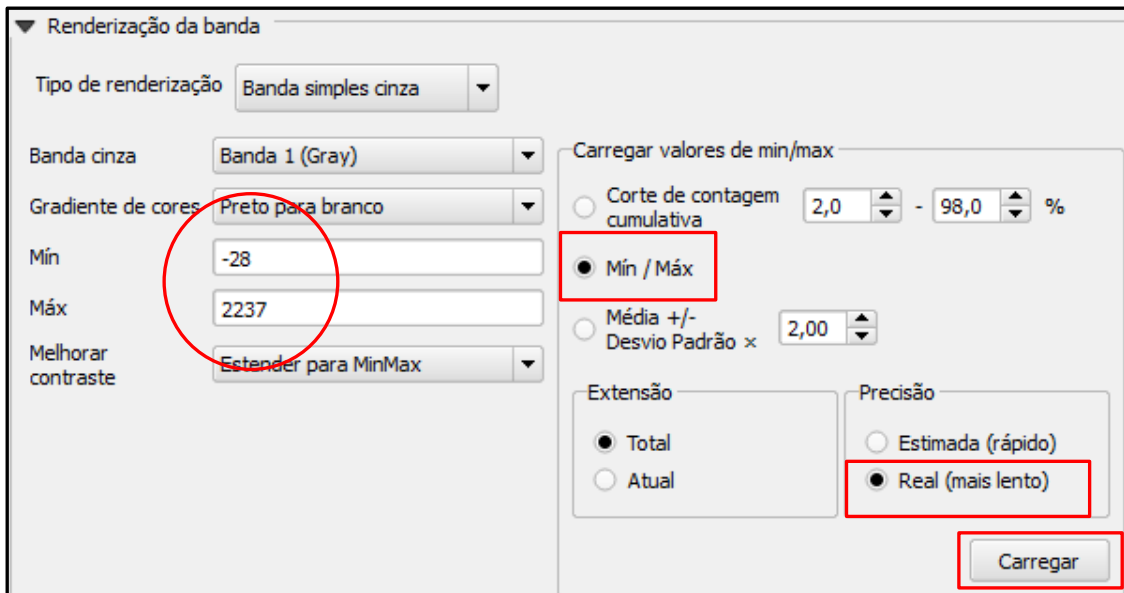 Renderização da banda
Tipo de renderização Banda simples cinza
Banda cinza Banda 1 (Gray)
Gradiente de cores Preto para branco
Mín -28
Máx 2237
Melhorar
contraste Estender para MinMax
Carregar valores de min/max
Corte de contagem
cumulativa 2,0 - 98,0 %
Mín / Máx
Média +/-
Desvio Padrão × 2,00
Extensão
Total
Atual
Precisão
Estimada (rápido)
Real (mais lento)
Carregar